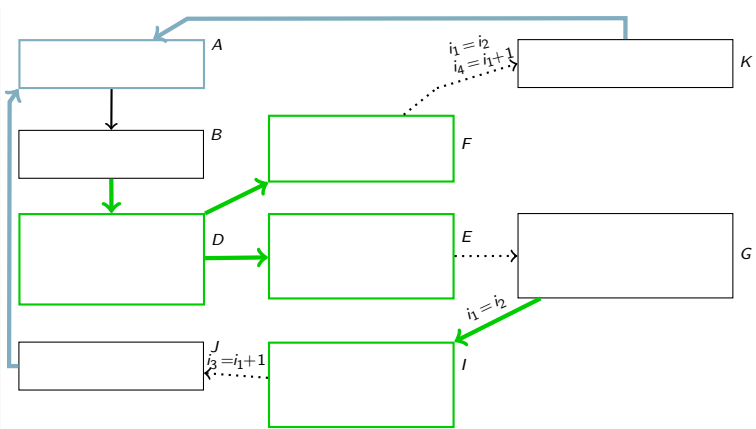 A
i₁ = i₂
i₄ = i₁+1
K
B
F
D
E
G
i₁ = i₂
J
i₃ =i₁+1
I